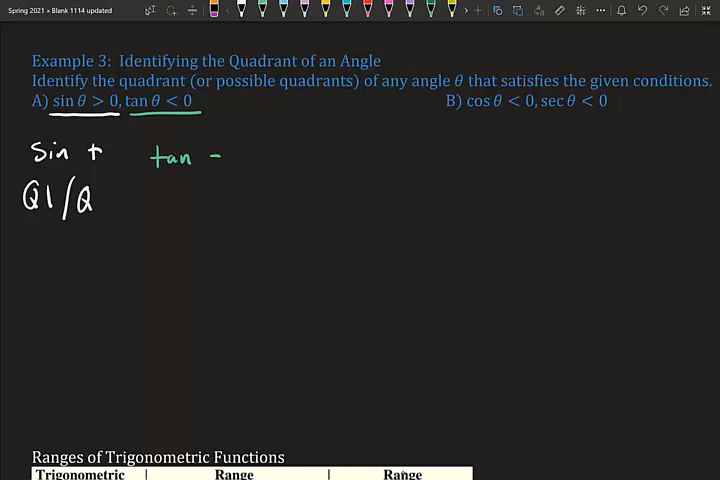 Spring 2021 » Blank 1114 updated
Example 3: Identifying the Quadrant of an Angle
Identify the quadrant (or possible quadrants) of any angle θ that satisfies the given conditions.
A) sin θ > 0, tan θ < 0 B) cos θ < 0, sec θ < 0
Sin + tan -
Q1/Q
Ranges of Trigonometric Functions
Trigonometric Range Range